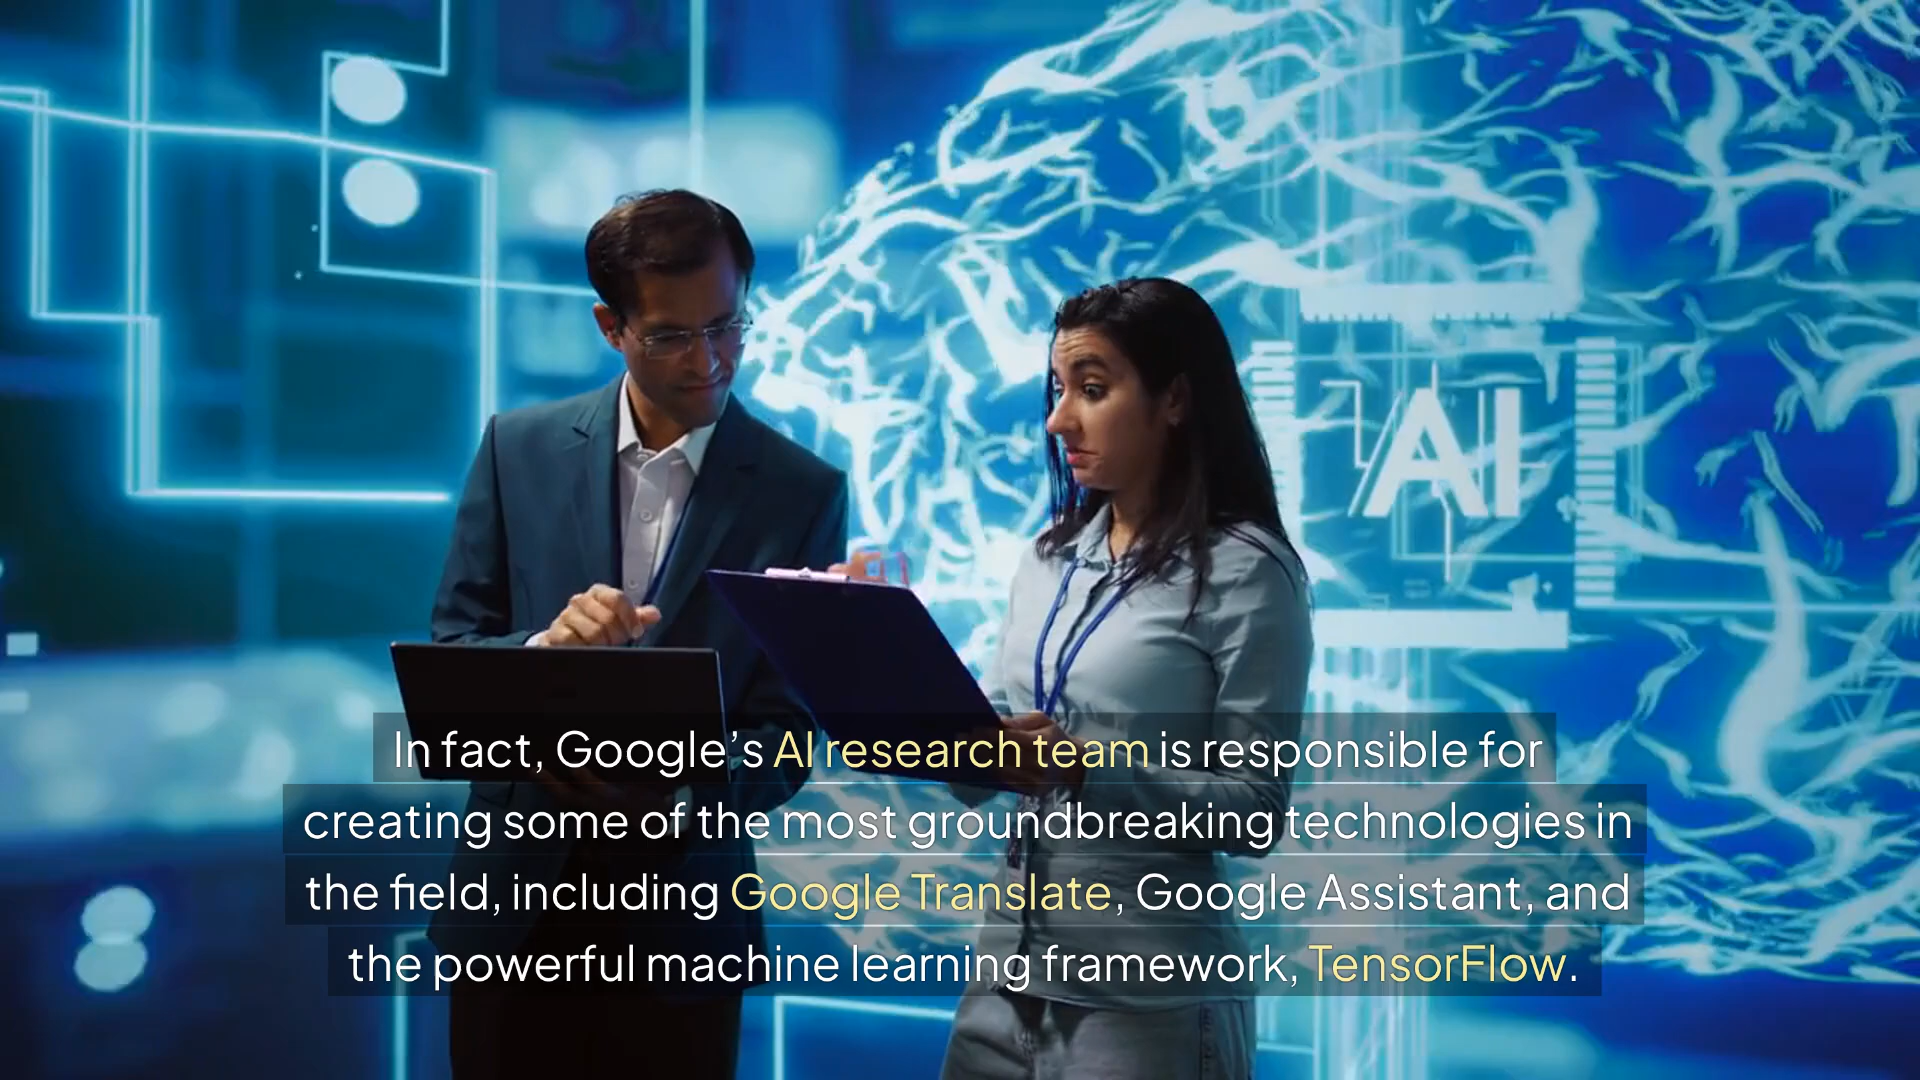 AI
In fact, Google’s AI research team is responsible for
creating some of the most groundbreaking technologies in
the field, including Google Translate, Google Assistant, and
the powerful machine learning framework, TensorFlow.